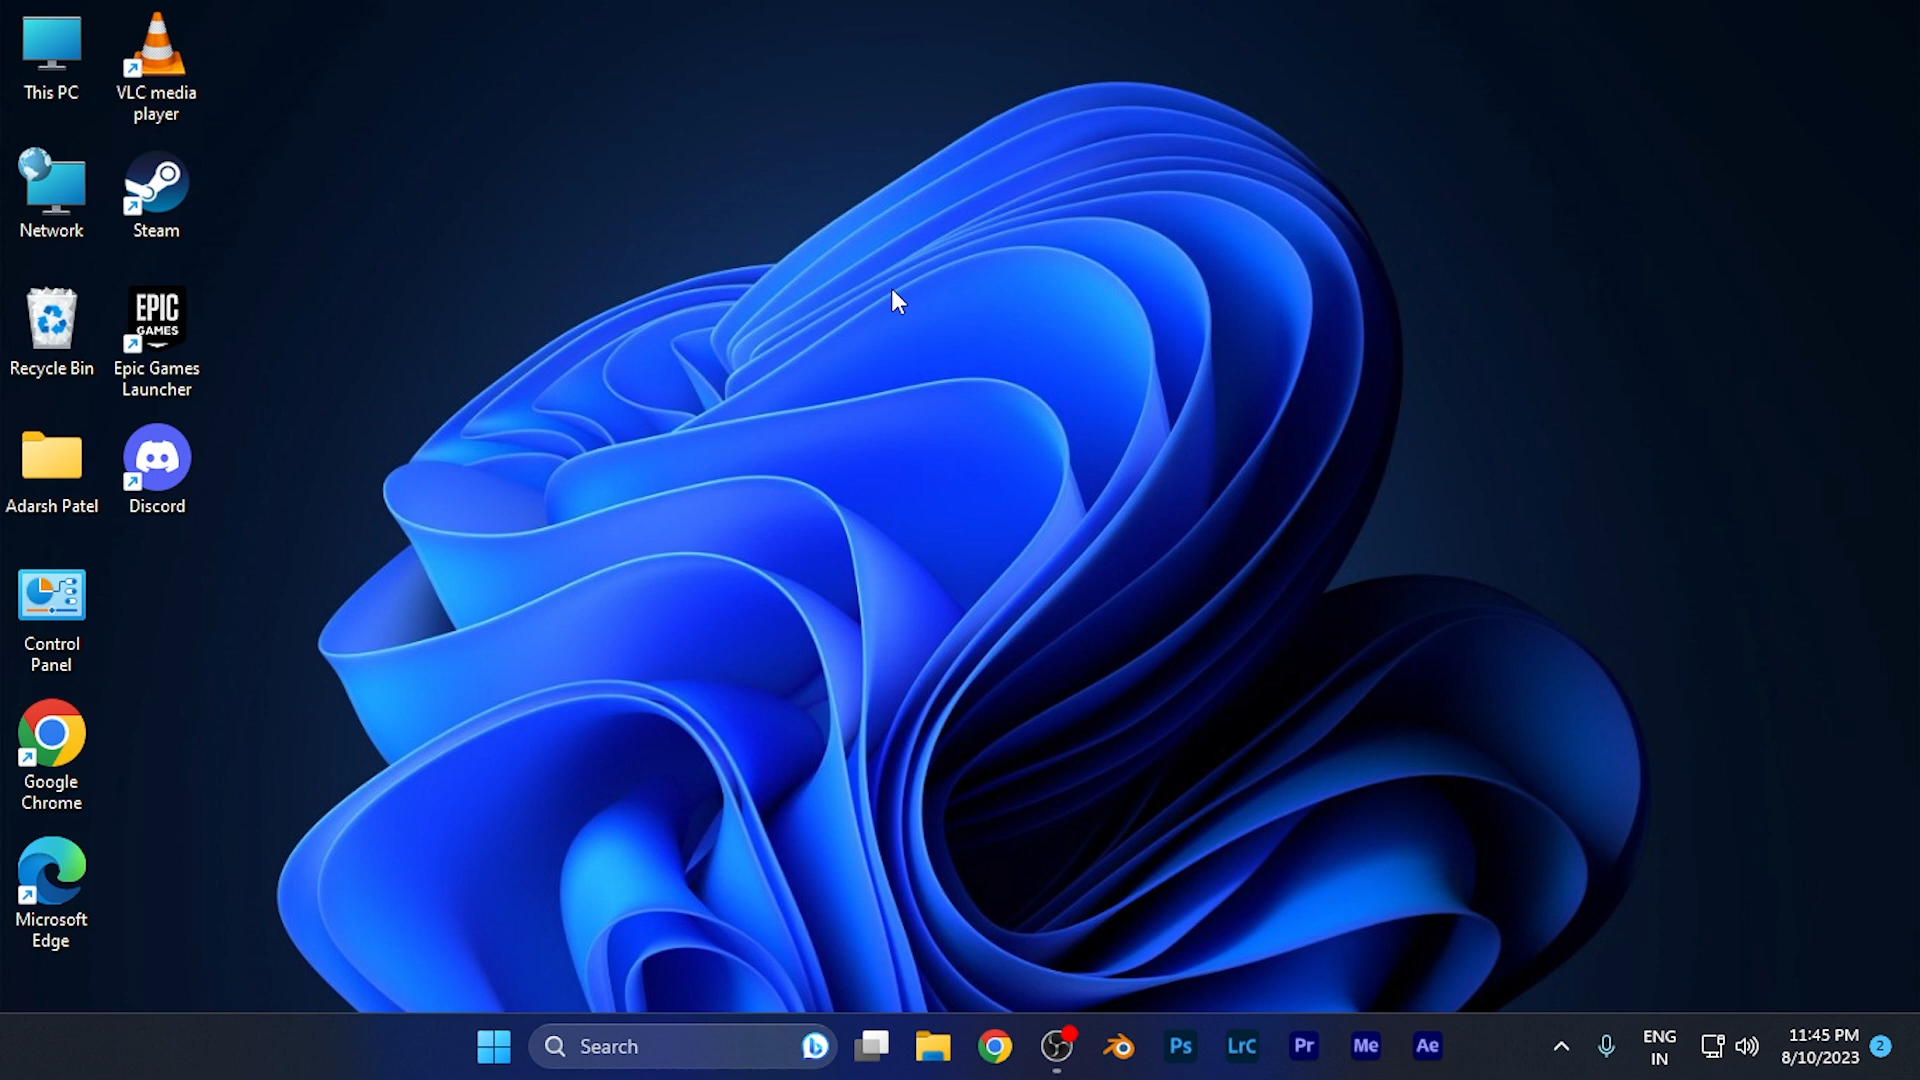 This PC
VLC media
player
Network
Steam
Recycle Bin
EPIC
GAMES
Epic Games
Launcher
Adarsh Patel
Discord
Control
Panel
Google
Chrome
Microsoft
Edge
Search
Ps
LrC
Pr
Me
Ae
ENG
IN
11:45 PM
8/10/2023
2